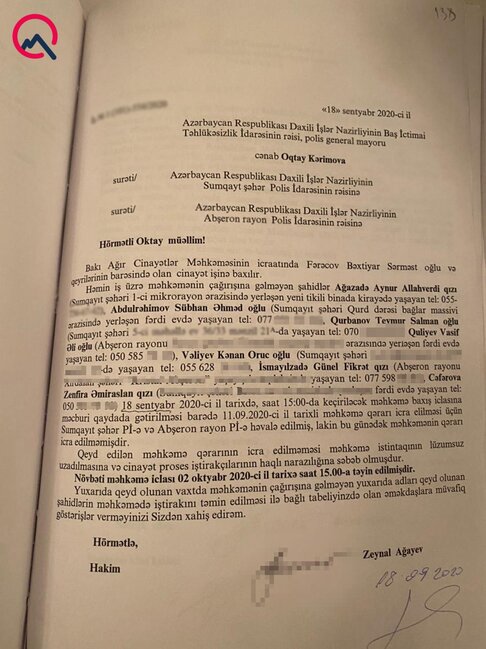 138
«18» sentyabr 2020-ci il
Azərbaycan Respublikası Daxili İşlər Nazirliyinin Baş İctimai
Təhlükəsizlik İdarəsinin rəisi, polis general mayoru
cənab Oqtay Kərimova
surəti/ Azərbaycan Respublikası Daxili İşlər Nazirliyinin
Sumqayıt şəhər Polis İdarəsinin rəisinə
surəti/ Azərbaycan Respublikası Daxili İşlər Nazirliyinin
Abşeron rayon Polis İdarəsinin rəisinə
Hörmətli Oktay müəllim!
Bakı Ağır Cinayətlər Məhkəməsinin icraatında Fərəcov Bəxtiyar Sərməst oğlu və
qeyrilərinin barəsində olan cinayət işinə baxılır.
Həmin iş üzrə məhkəmənin çağırışına gəlməyən şahidlər Ağazadə Aynur Allahverdi qızı
(Sumqayıt şəhəri 1-ci mikrorayon ərazisində yerləşən yeni tikili binada kirayədə yaşayan tel: 055-
Abdulrəhimov Sübhan Əhməd oğlu (Sumqayıt şəhəri Qurd dərəsi bağlar massivi
ərazisində yerləşən fərdi evdə yaşayan tel: 077 Qurbanov Teymur Salman oğlu
(Sumqayıt şəhəri -da yaşayan tel: 070 Quliyev Vasif
Əli oğlu (Abşeron rayonu ərazisində yerləşən fərdi evdə
yaşayan tel: 050 585 ), Vəliyev Kənan Oruc oğlu (Sumqayıt şəhəri
-də yaşayan tel: 055 628 İsmayılzadə Günel Fikrət qızı (Abşeron rayonu
yaşayan tel: 077 598 Cəfərova
Zenfira Əmiraslan qızı fərdi evdə yaşayan tel:
050 18 sentyabr 2020-ci il tarixdə, saat 15:00-da keçiriləcək məhkəmə baxış iclasına
məcburi qaydada gətirilməsi barədə 11.09.2020-ci il tarixli məhkəmə qərarı icra elilməsi üçün
Sumqayıt şəhər Pİ-ə və Abşeron rayon Pİ-ə həvalə edilmiş, lakin bu günədək məhkəmənin qərarı
icra edilməmişdir.
Qeyd edilən məhkəmə qərarının icra edilməməsi məhkəmə istintaqının lüzumsuz
uzadılmasına və cinayət proses iştirakçılarının haqlı narazılığına səbəb olmuşdur.
Növbəti məhkəmə iclası 02 oktyabr 2020-ci il tarixə saat 15.00-a təyin edilmişdir.
Yuxarıda qeyd olunan vaxtda məhkəmənin çağırışına gəlməyən yuxarıda adları qeyd olunan
şahidlərin məhkəmədə iştirakını təmin edilməsi ilə bağlı tabeliyinzdə olan əməkdaşlara müvafiq
göstərişlər verməyinizi Sizdən xahiş edirəm.
Hörmətlə,
Hakim Zeynal Ağayev
18.09.2020